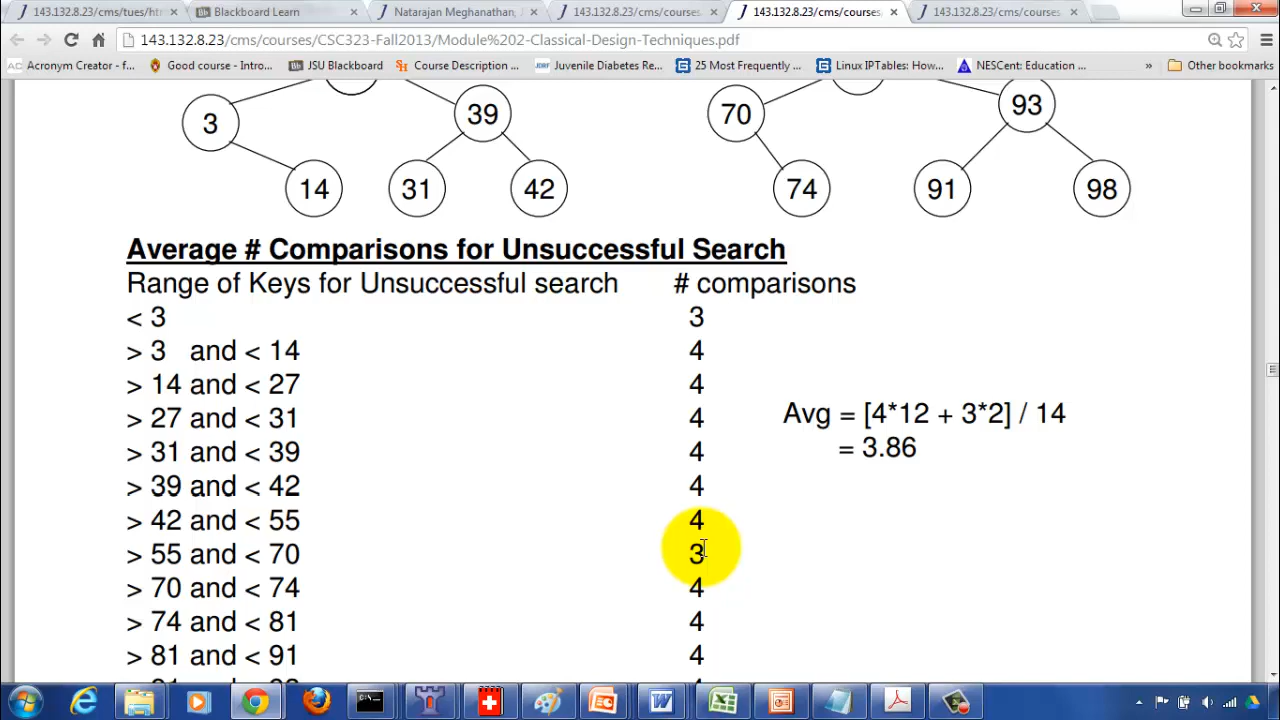 143.132.8.23/cms/tues/ht
Blackboard Learn
Natarajan Meghanathan,
143.132.8.23/cms/courses
143.132.8.23/cms/courses
143.132.8.23/cms/courses
143.132.8.23/cms/courses/CSC323-Fall2013/Module%202-Classical-Design-Techniques.pdf
Acronym Creator - f...
Good course - Intro...
JSU Blackboard
Course Description ...
Juvenile Diabetes Re...
25 Most Frequently ...
Linux IPTables: How...
NESCent: Education ...
»
Other bookmarks
3 39 70 93
14 31 42 74 91 98
Average # Comparisons for Unsuccessful Search
Range of Keys for Unsuccessful search # comparisons
< 3 3
> 3 and < 14 4
> 14 and < 27 4
> 27 and < 31 4
Avg = [4*12 + 3*2] / 14
= 3.86
> 31 and < 39 4
> 39 and < 42 4
> 42 and < 55 4
> 55 and < 70 3
> 70 and < 74 4
> 74 and < 81 4
> 81 and < 91 4